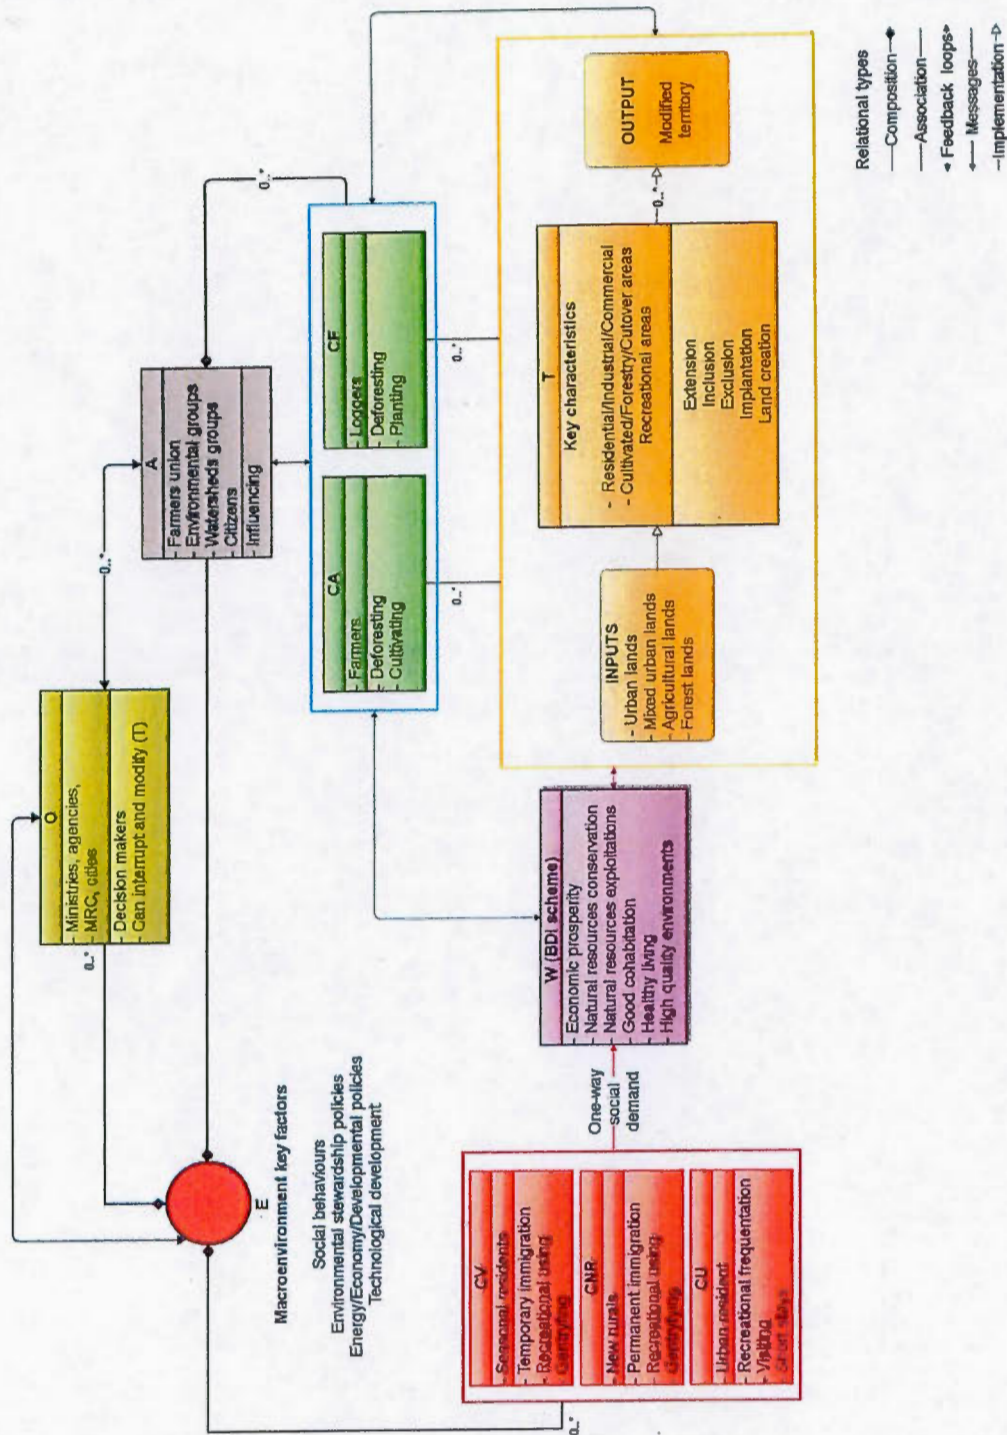 O
- Ministries, agencies,
- MRC, cities
- Decision makers
- Can interrupt and modify (T)
0..*
0..*
A
- Farmers union
- Environmental groups
- Watersheds groups
- Citizens
- Influencing
0..*
E
Macroenvironment key factors
Social behaviours
Environmental stewardship policies
Energy/Economy/Developmental policies
Technological development
CA
- Farmers
- Deforesting
- Cultivating
CF
- Loggers
- Deforesting
- Planting
0..*
0..*
CV
- Seasonal residents
- Temporary immigration
- Recreational using
- Gentryfing
CNR
- New rurals
- Permanent immigration
- Recreational using
- Gentryfying
CU
- Urban resident
- Recreational frequentation
- Visiting
0..*
One-way
social
demand
W (BDI scheme)
- Economic prosperity
- Natural resources conservation
- Natural resources exploitations
- Good cohabitation
- Healthy living
- High quality environments
INPUTS
- Urban lands
- Mixed urban lands
- Agricultural lands
- Forest lands
T
Key characteristics
- Residential/Industrial/Commercial
- Cultivated/Forestry/Cutover areas
Recreational areas
Extension
Inclusion
Exclusion
Implantation
Land creation
0..*
OUTPUT
Modified
territory
Relational types
Composition
Association
Feedback loops
Messages
Implementation